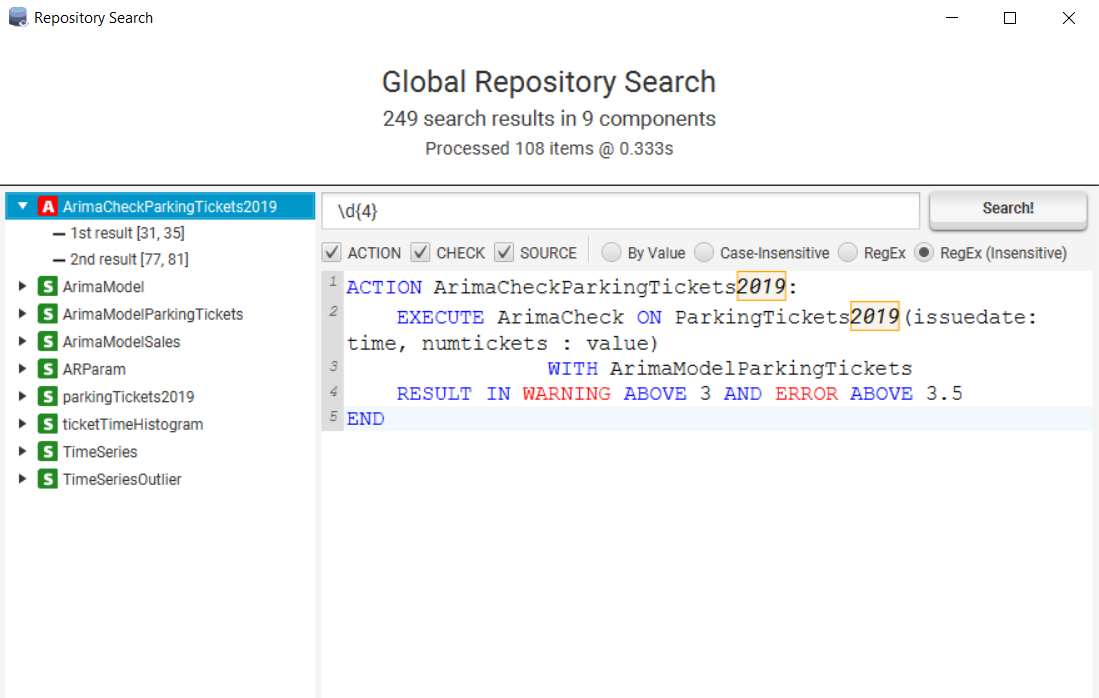 Repository Search
Global Repository Search
249 search results in 9 components
Processed 108 items @ 0.333s
A ArimaCheckParkingTickets2019
1st result [31, 35]
2nd result [77, 81]
S ArimaModel
S ArimaModelParkingTickets
S ArimaModelSales
S ARParam
S parkingTickets2019
S ticketTimeHistogram
S TimeSeries
S TimeSeriesOutlier
\d{4}
Search!
ACTION CHECK SOURCE By Value Case-Insensitive RegEx RegEx (Insensitive)
1 ACTION ArimaCheckParkingTickets2019:
2 EXECUTE ArimaCheck ON ParkingTickets2019(issuedate:
time, numtickets : value)
3 WITH ArimaModelParkingTickets
4 RESULT IN WARNING ABOVE 3 AND ERROR ABOVE 3.5
5 END